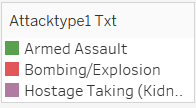 Attacktype1 Txt
Armed Assault
Bombing/Explosion
Hostage Taking (Kidn..